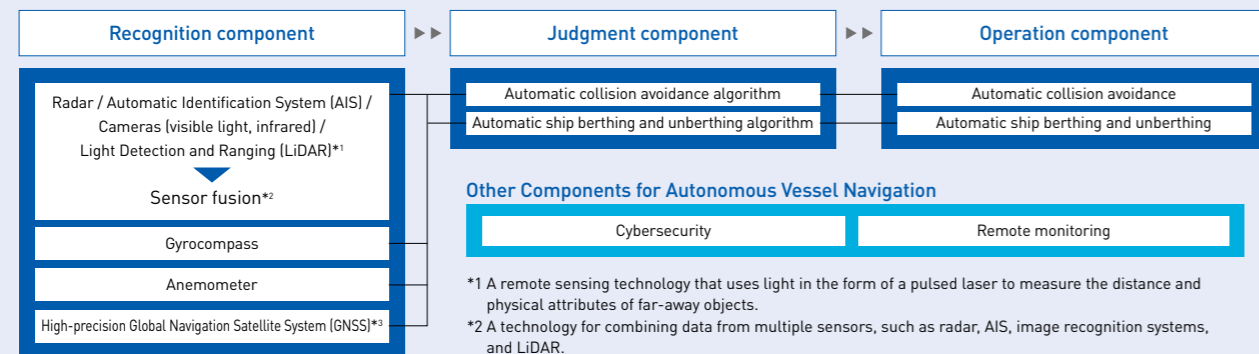 Recognition component
Judgment component
Operation component
Radar / Automatic Identification System (AIS) /
Cameras (visible light, infrared) /
Light Detection and Ranging (LiDAR)*1
Sensor fusion*2
Gyrocompass
Anemometer
High-precision Global Navigation Satellite System (GNSS)*3
Automatic collision avoidance algorithm
Automatic ship berthing and unberthing algorithm
Automatic collision avoidance
Automatic ship berthing and unberthing
Other Components for Autonomous Vessel Navigation
Cybersecurity
Remote monitoring
*1 A remote sensing technology that uses light in the form of a pulsed laser to measure the distance and
physical attributes of far-away objects.
*2 A technology for combining data from multiple sensors, such as radar, AIS, image recognition systems,
and LiDAR.